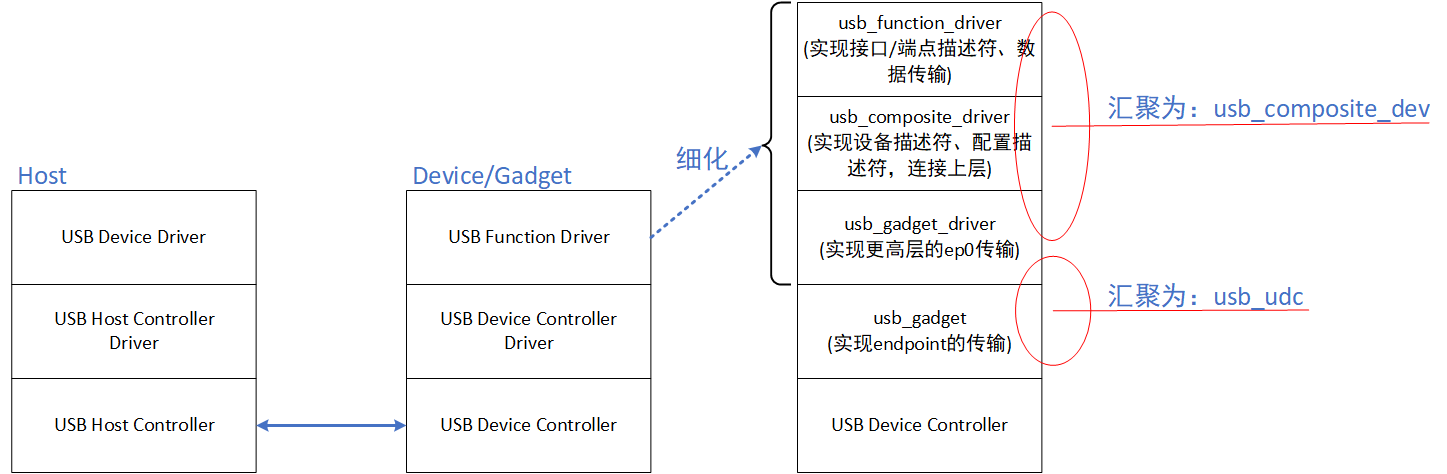 Host
USB Device Driver
USB Host Controller
Driver
USB Host Controller
Device/Gadget
USB Function Driver
USB Device Controller
Driver
USB Device Controller
细化
usb_function_driver
(实现接口/端点描述符、数
据传输)
usb_composite_driver
(实现设备描述符、配置描
述符，连接上层)
usb_gadget_driver
(实现更高层的ep0传输)
usb_gadget
(实现endpoint的传输)
USB Device Controller
汇聚为：usb_composite_dev
汇聚为：usb_udc